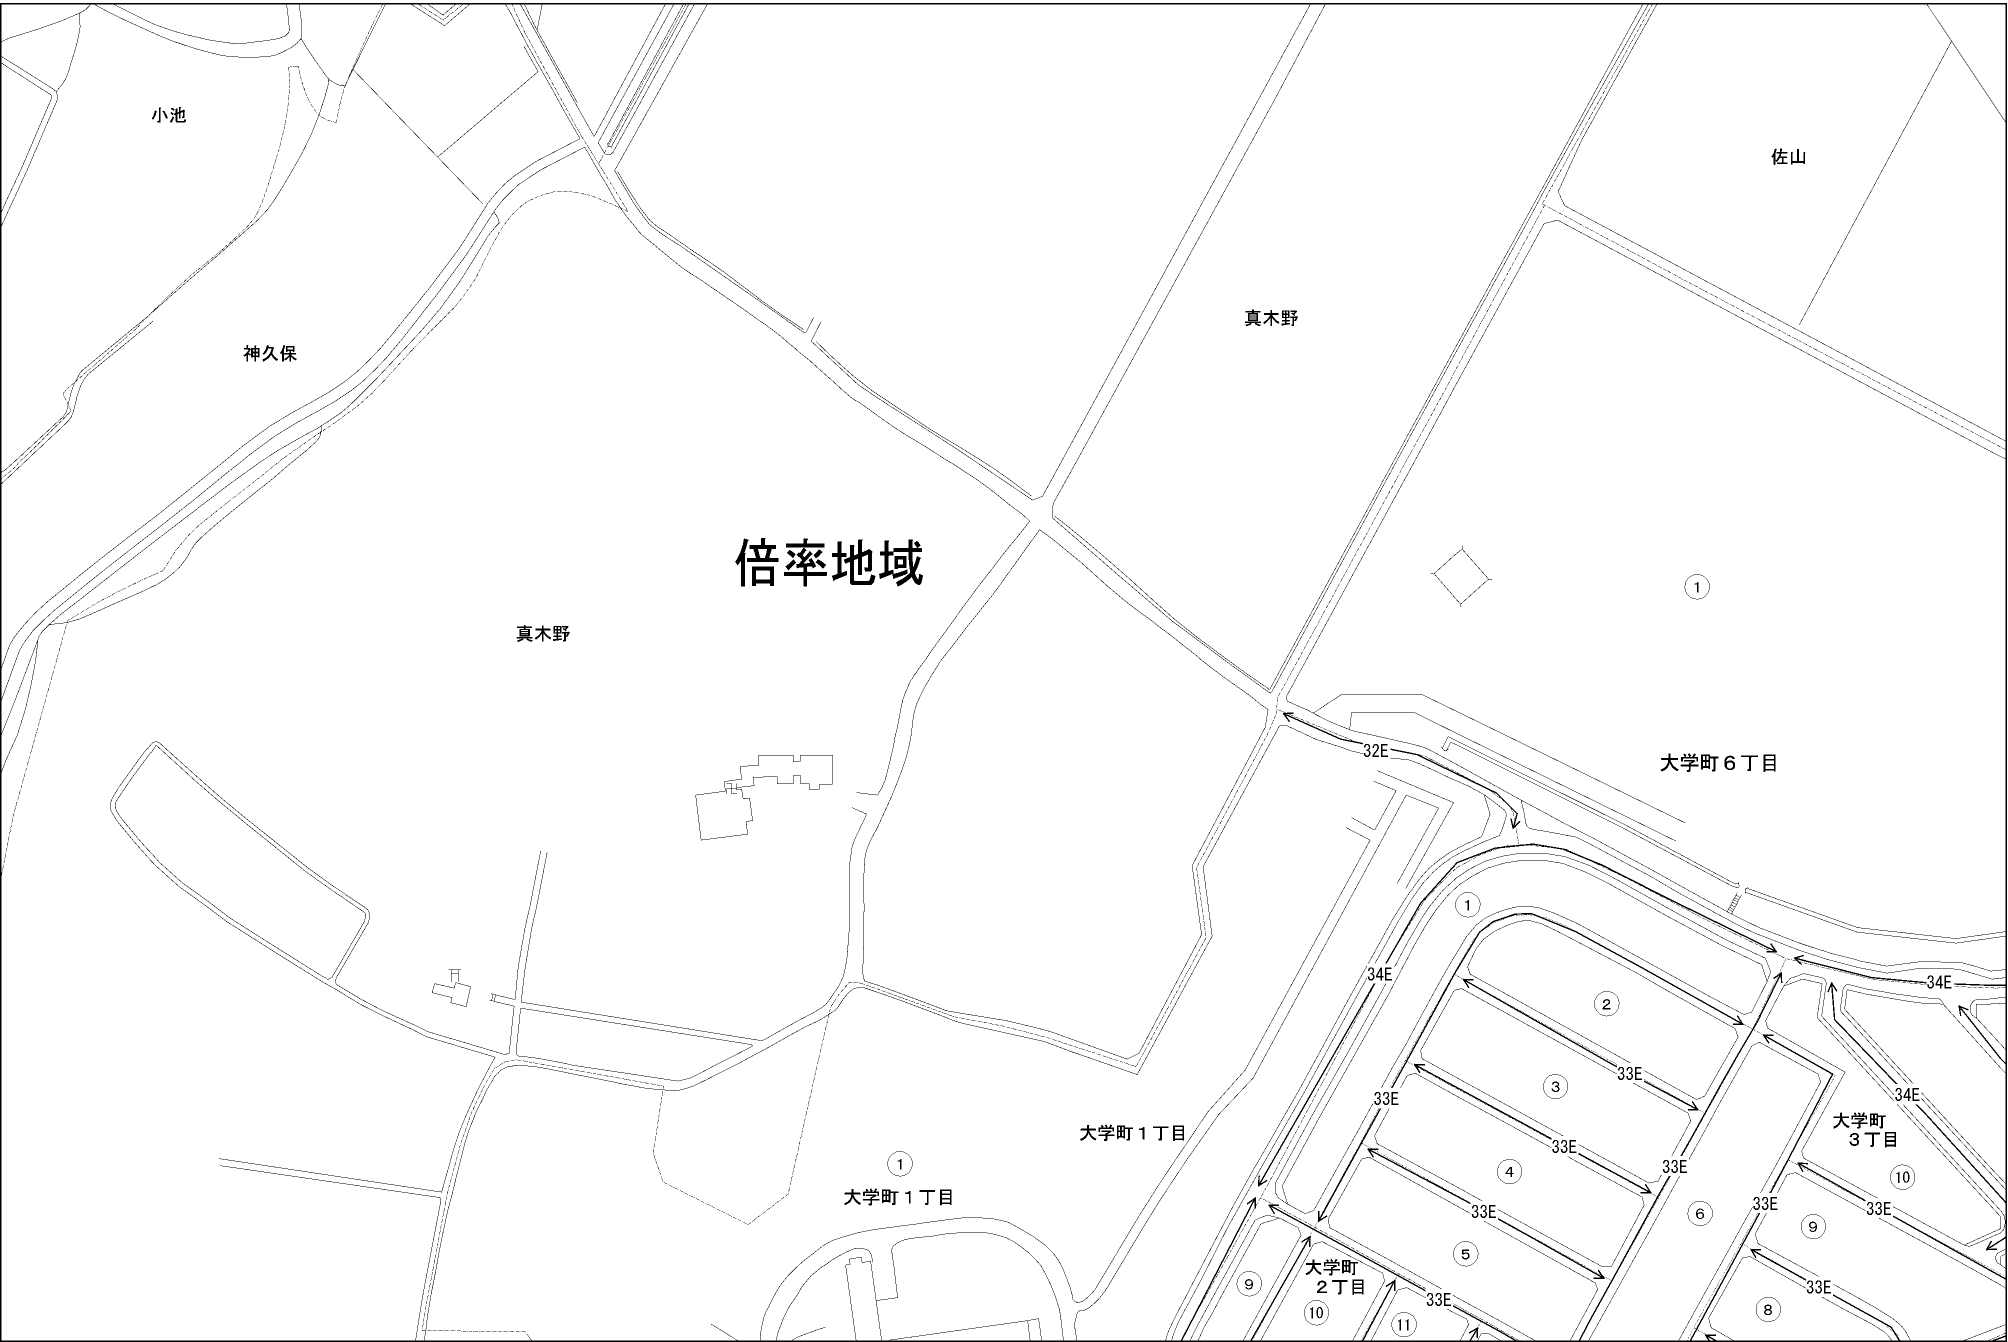 小池
佐山
真木野
神久保
倍率地域
①
真木野
32E
大学町６丁目
①
34E
34E
②
33E
③
33E
34E
大学町
３丁目
大学町１丁目
33E
①
④
33E
⑩
大学町１丁目
33E
33E
33E
⑥
⑨
⑤
大学町
２丁目
⑨
⑩
33E
33E
⑧
⑪